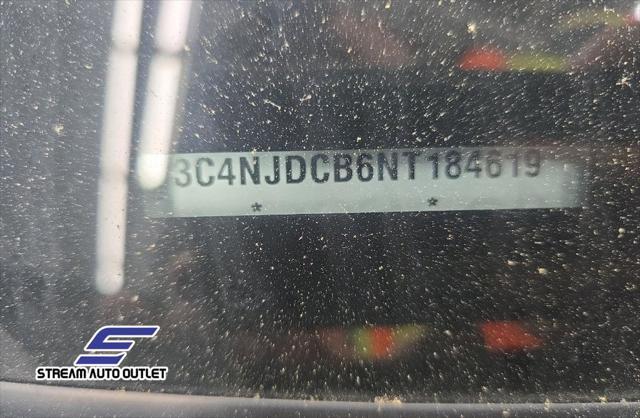 3C4NJDCB6NT184619
* *
STREAM AUTO OUTLET